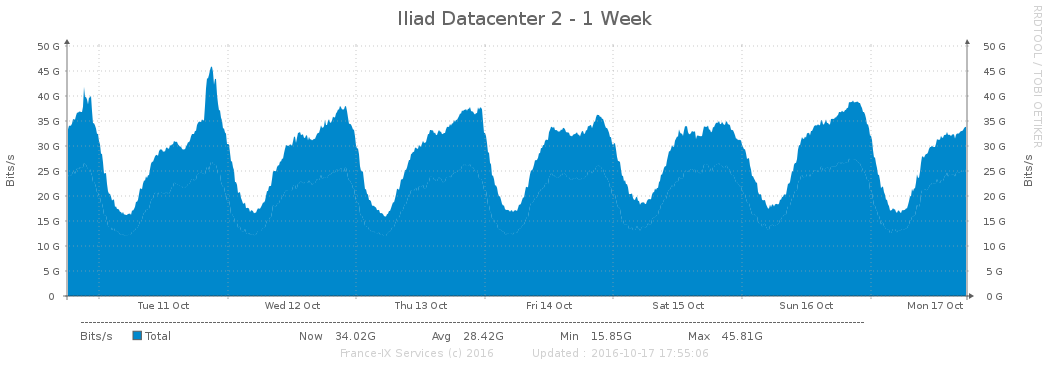 Iliad Datacenter 2 - 1 Week
RRDTOOL / TOBI OETIKER
50 G 50 G
45 G 45 G
40 G 40 G
35 G 35 G
30 G 30 G
25 G 25 G
20 G 20 G
15 G 15 G
10 G 10 G
5 G 5 G
0 0 G
Bits/s
Bits/s
Tue 11 Oct Wed 12 Oct Thu 13 Oct Fri 14 Oct Sat 15 Oct Sun 16 Oct Mon 17 Oct
Bits/s Total Now 34.02G Avg 28.42G Min 15.85G Max 45.81G
France-IX Services (c) 2016 Updated : 2016-10-17 17:55:06